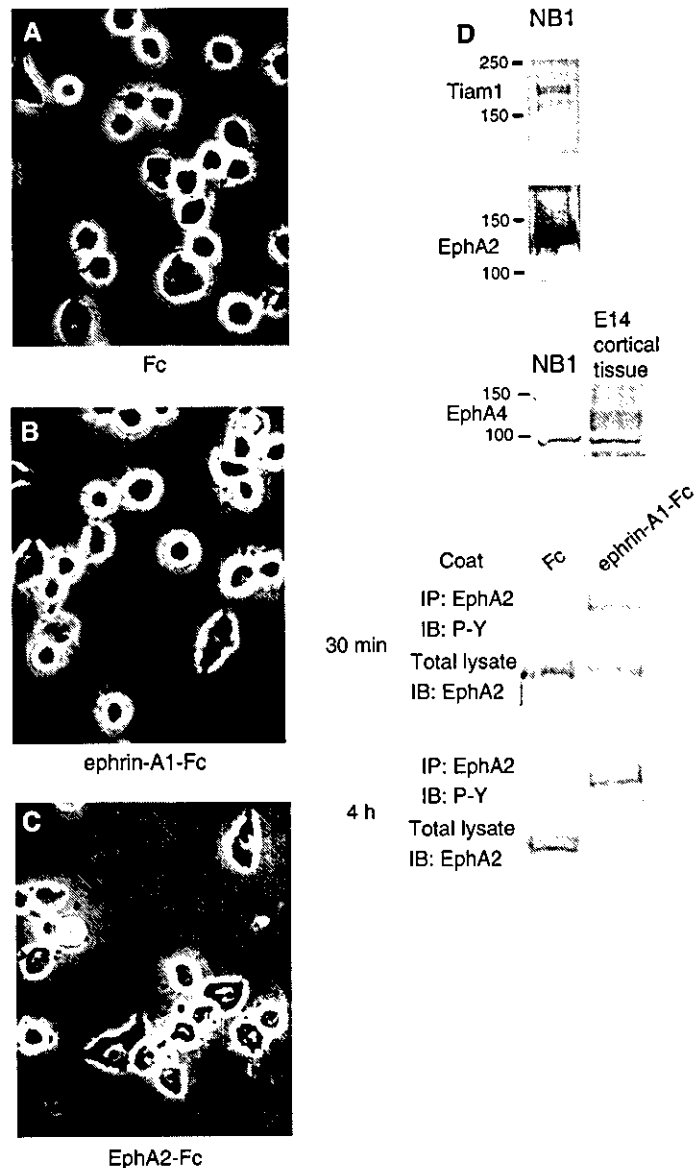 A
Fc
B
ephrin-A1-Fc
C
EphA2-Fc
D
NB1
250
Tiam1
150
150
EphA2
100
E14
NB1 cortical
tissue
150
EphA4
100
Coat Fc ephrin-A1-Fc
IP: EphA2
IB: P-Y
30 min
Total lysate
IB: EphA2
IP: EphA2
IB: P-Y
4 h
Total lysate
IB: EphA2